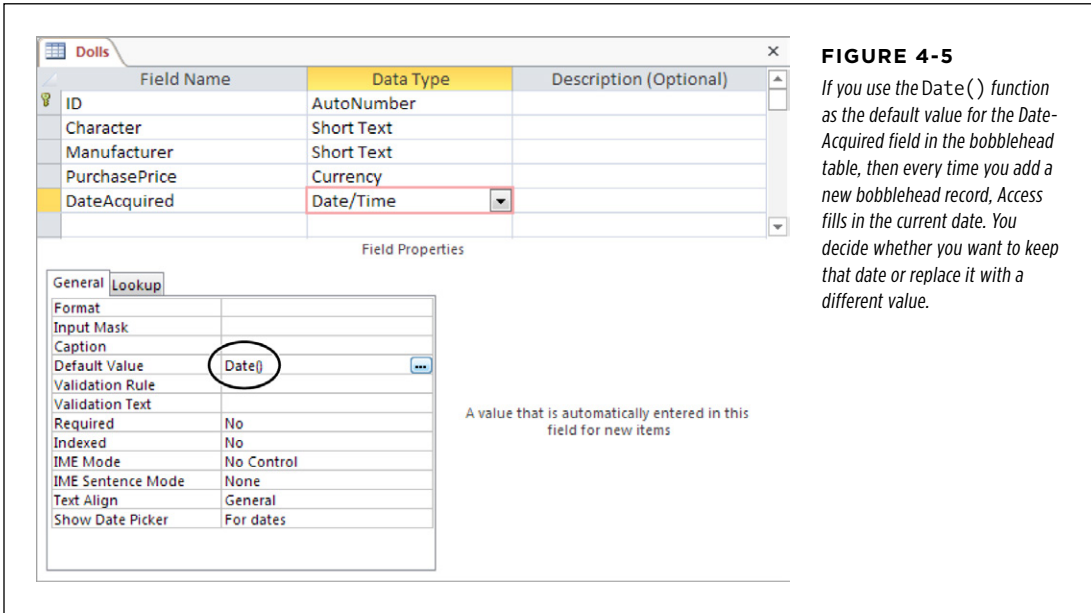 Dolls
Field Name Data Type Description (Optional)
ID AutoNumber
Character Short Text
Manufacturer Short Text
PurchasePrice Currency
DateAcquired Date/Time
Field Properties
General Lookup
Format
Input Mask
Caption
Default Value Date()
Validation Rule
Validation Text
Required No
Indexed No
IME Mode No Control
IME Sentence Mode None
Text Align General
Show Date Picker For dates
A value that is automatically entered in this
field for new items
FIGURE 4-5
If you use the Date() function
as the default value for the Date-
Acquired field in the bobblehead
table, then every time you add a
new bobblehead record, Access
fills in the current date. You
decide whether you want to keep
that date or replace it with a
different value.